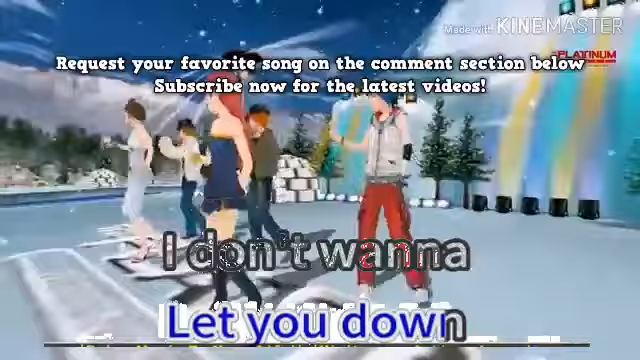 Made with KINEMASTER
PLATINUM
Request your favorite song on the comment section below
Subscribe now for the latest videos!
I don't wanna
Let you down